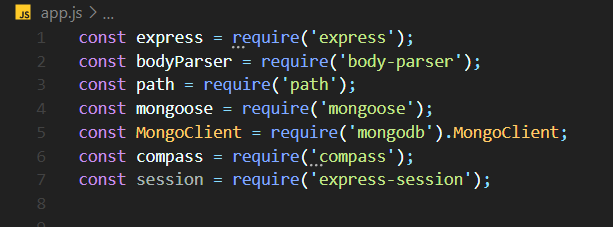 JS app.js > ...
1 const express = require('express');
2 const bodyParser = require('body-parser');
3 const path = require('path');
4 const mongoose = require('mongoose');
5 const MongoClient = require('mongodb').MongoClient;
6 const compass = require('compass');
7 const session = require('express-session');
8
9